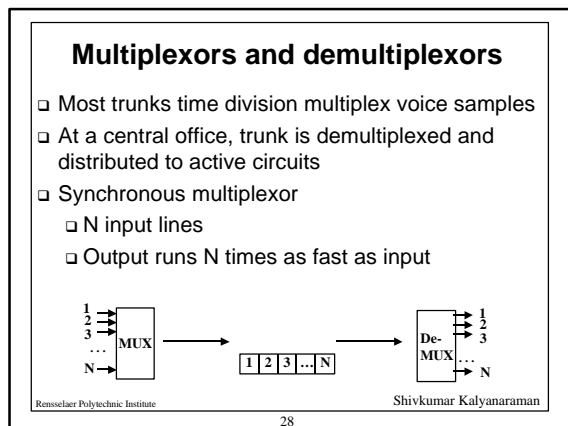 Multiplexors and demultiplexors
❑ Most trunks time division multiplex voice samples
❑ At a central office, trunk is demultiplexed and
distributed to active circuits
❑ Synchronous multiplexor
❑ N input lines
❑ Output runs N times as fast as input
1
2
3
...
N
MUX
1 2 3 ... N
De-
MUX
1
2
3
...
N
Rensselaer Polytechnic Institute
Shivkumar Kalyanaraman
28